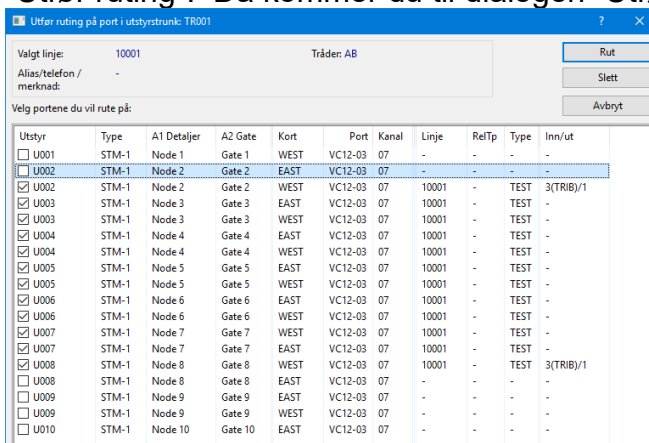 Utfør ruting på port i utstyrstrunk: TR001 ? ×
Valgt linje: 10001 Tråder: AB Rut
Alias/telefon / merknad: - Slett
Velg portene du vil rute på: Avbryt
Utstyr Type A1 Detaljer A2 Gate Kort Port Kanal Linje RelTp Type Inn/ut
U001 STM-1 Node 1 Gate 1 WEST VC12-03 07 - - - -
U002 STM-1 Node 2 Gate 2 EAST VC12-03 07 - - - -
U002 STM-1 Node 2 Gate 2 WEST VC12-03 07 10001 - TEST 3(TRIB)/1
U003 STM-1 Node 3 Gate 3 EAST VC12-03 07 10001 - TEST -
U003 STM-1 Node 3 Gate 3 WEST VC12-03 07 10001 - TEST -
U004 STM-1 Node 4 Gate 4 EAST VC12-03 07 10001 - TEST -
U004 STM-1 Node 4 Gate 4 WEST VC12-03 07 10001 - TEST -
U005 STM-1 Node 5 Gate 5 EAST VC12-03 07 10001 - TEST -
U005 STM-1 Node 5 Gate 5 WEST VC12-03 07 10001 - TEST -
U006 STM-1 Node 6 Gate 6 EAST VC12-03 07 10001 - TEST -
U006 STM-1 Node 6 Gate 6 WEST VC12-03 07 10001 - TEST -
U007 STM-1 Node 7 Gate 7 WEST VC12-03 07 10001 - TEST -
U007 STM-1 Node 7 Gate 7 EAST VC12-03 07 10001 - TEST -
U008 STM-1 Node 8 Gate 8 WEST VC12-03 07 10001 - TEST 3(TRIB)/1
U008 STM-1 Node 8 Gate 8 EAST VC12-03 07 - - - -
U009 STM-1 Node 9 Gate 9 EAST VC12-03 07 - - - -
U009 STM-1 Node 9 Gate 9 WEST VC12-03 07 - - - -
U010 STM-1 Node 10 Gate 10 EAST VC12-03 07 - - - -